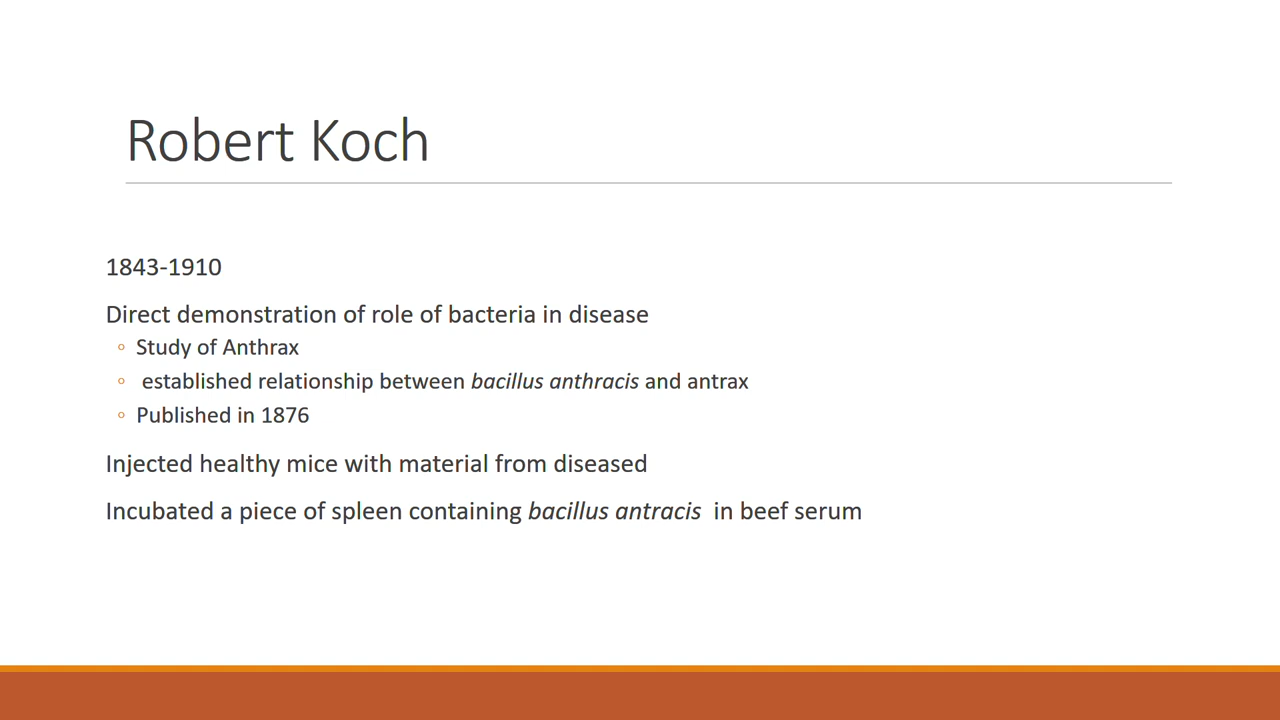 Robert Koch
1843-1910
Direct demonstration of role of bacteria in disease
◦ Study of Anthrax
◦ established relationship between bacillus anthracis and antrax
◦ Published in 1876
Injected healthy mice with material from diseased
Incubated a piece of spleen containing bacillus antracis in beef serum